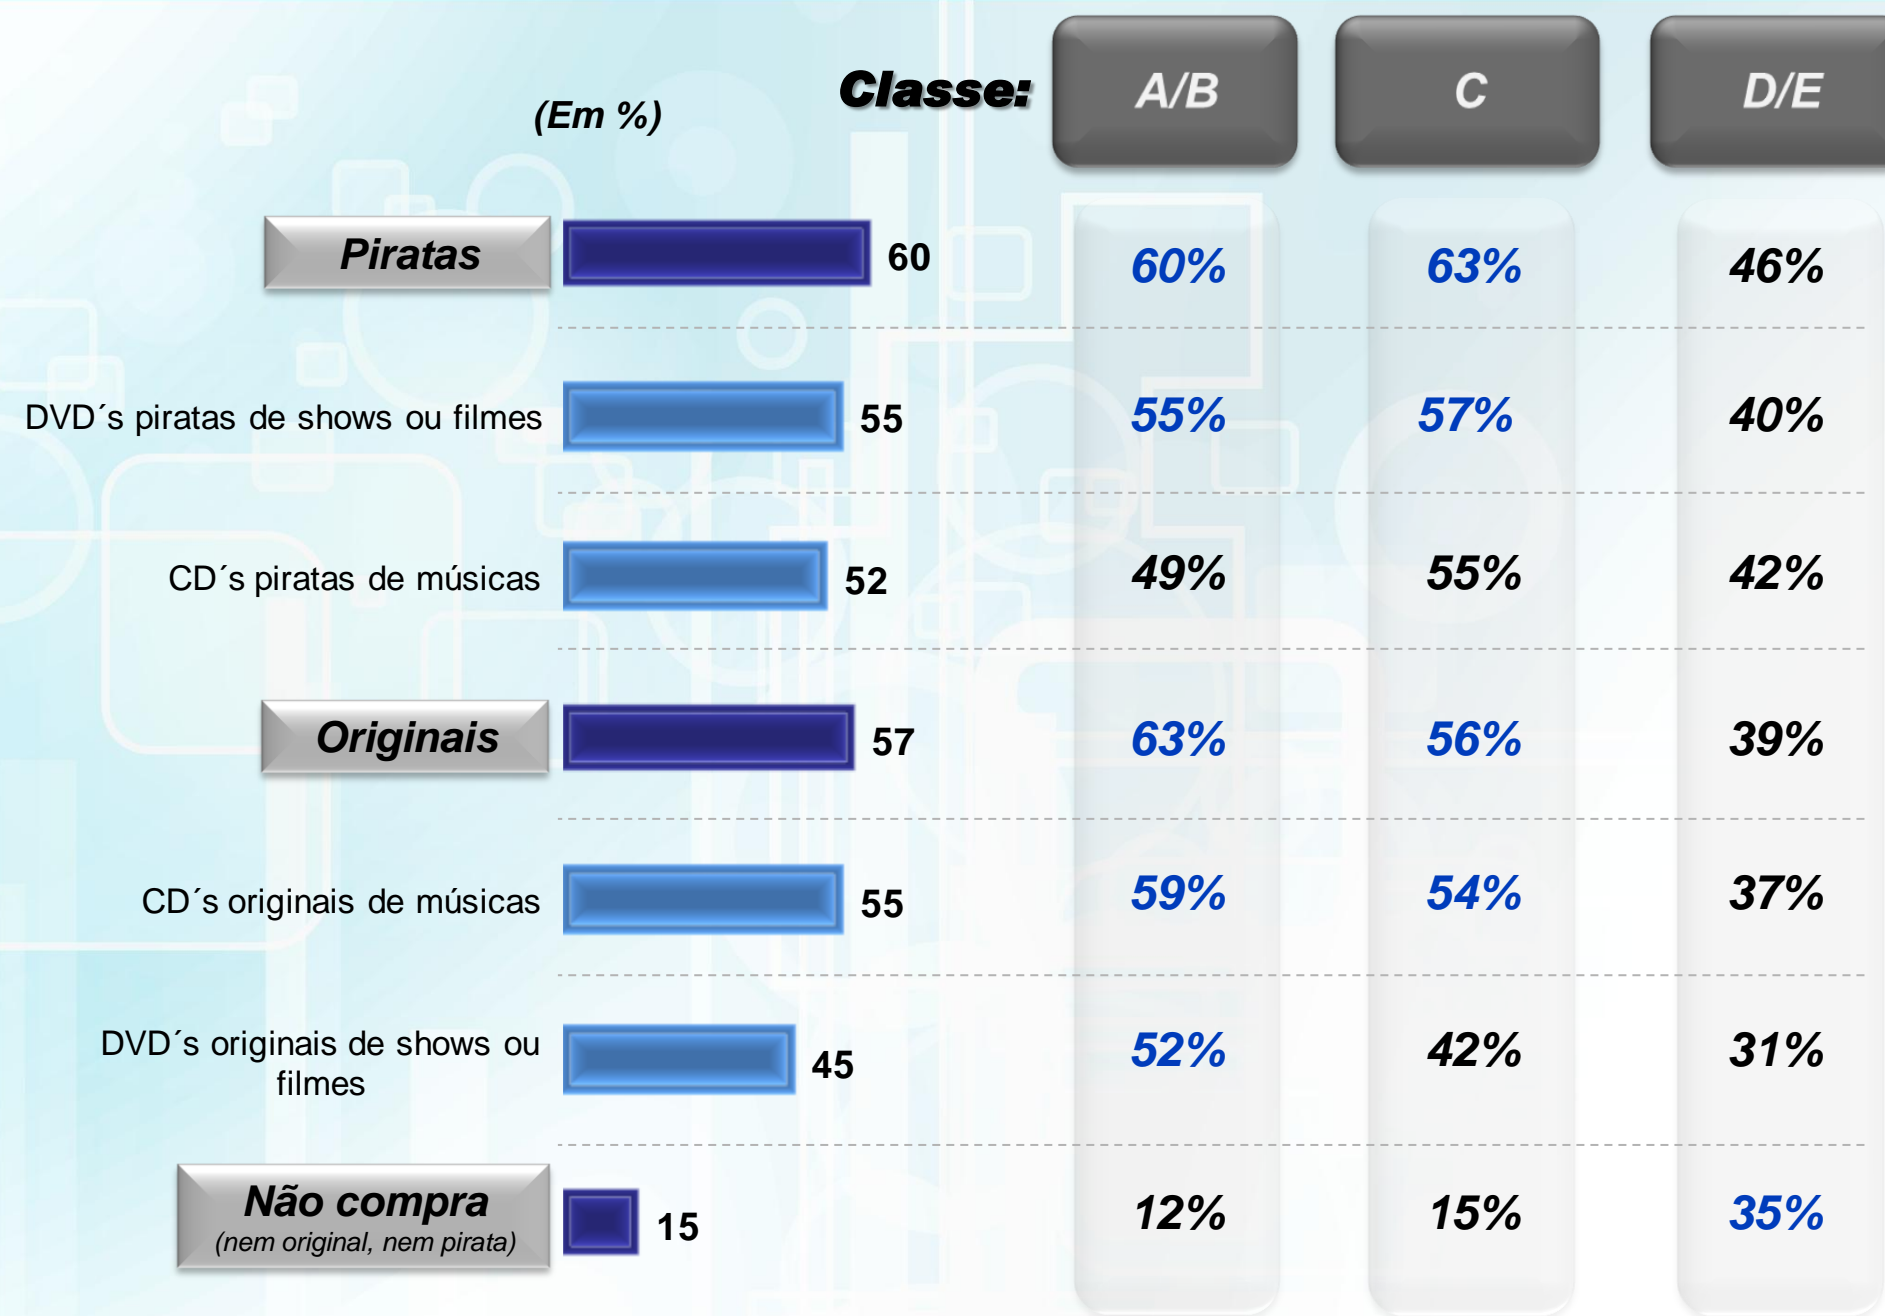 (Em %)
Classe:
A/B
C
D/E
Piratas
60
60%
63%
46%
DVD´s piratas de shows ou filmes
55
55%
57%
40%
CD´s piratas de músicas
52
49%
55%
42%
Originais
57
63%
56%
39%
CD´s originais de músicas
55
59%
54%
37%
DVD´s originais de shows ou
filmes
45
52%
42%
31%
Não compra
(nem original, nem pirata)
15
12%
15%
35%